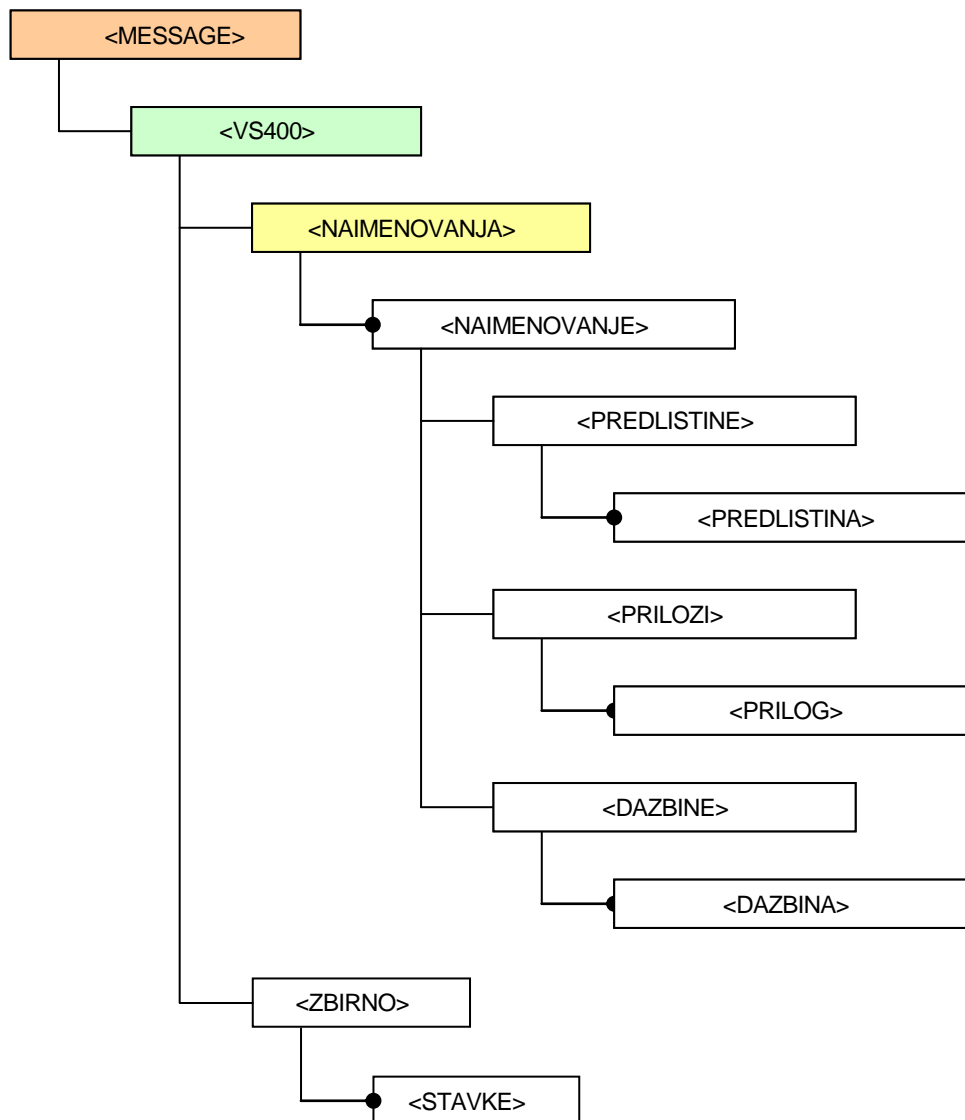 <MESSAGE>
<VS400>
<NAIMENOVANJA>
<NAIMENOVANJE>
<PREDLISTINE>
<PREDLISTINA>
<PRILOZI>
<PRILOG>
<DAZBINE>
<DAZBINA>
<ZBIRNO>
<STAVKE>